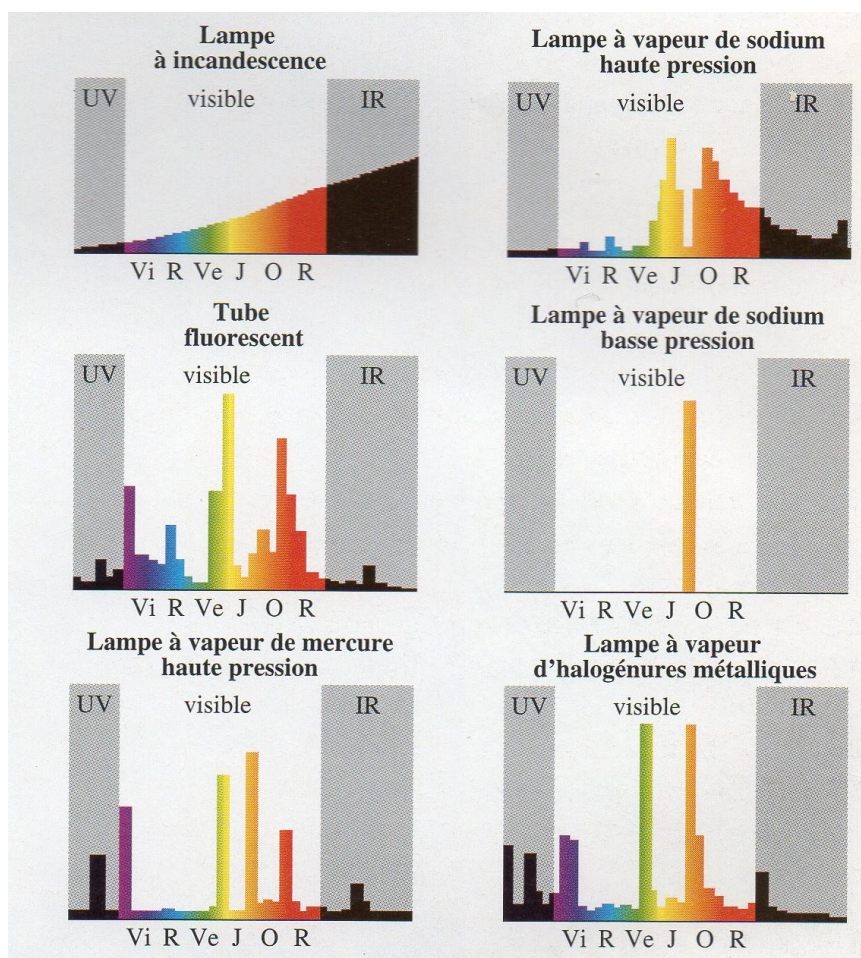 Lampe
à incandescence
UV visible IR
Vi R Ve J O R
Lampe à vapeur de sodium
haute pression
UV visible IR
Vi R Ve J O R
Tube
fluorescent
UV visible IR
Vi R Ve J O R
Lampe à vapeur de sodium
basse pression
UV visible IR
Vi R Ve J O R
Lampe à vapeur de mercure
haute pression
UV visible IR
Vi R Ve J O R
Lampe à vapeur
d'halogénures métalliques
UV visible IR
Vi R Ve J O R